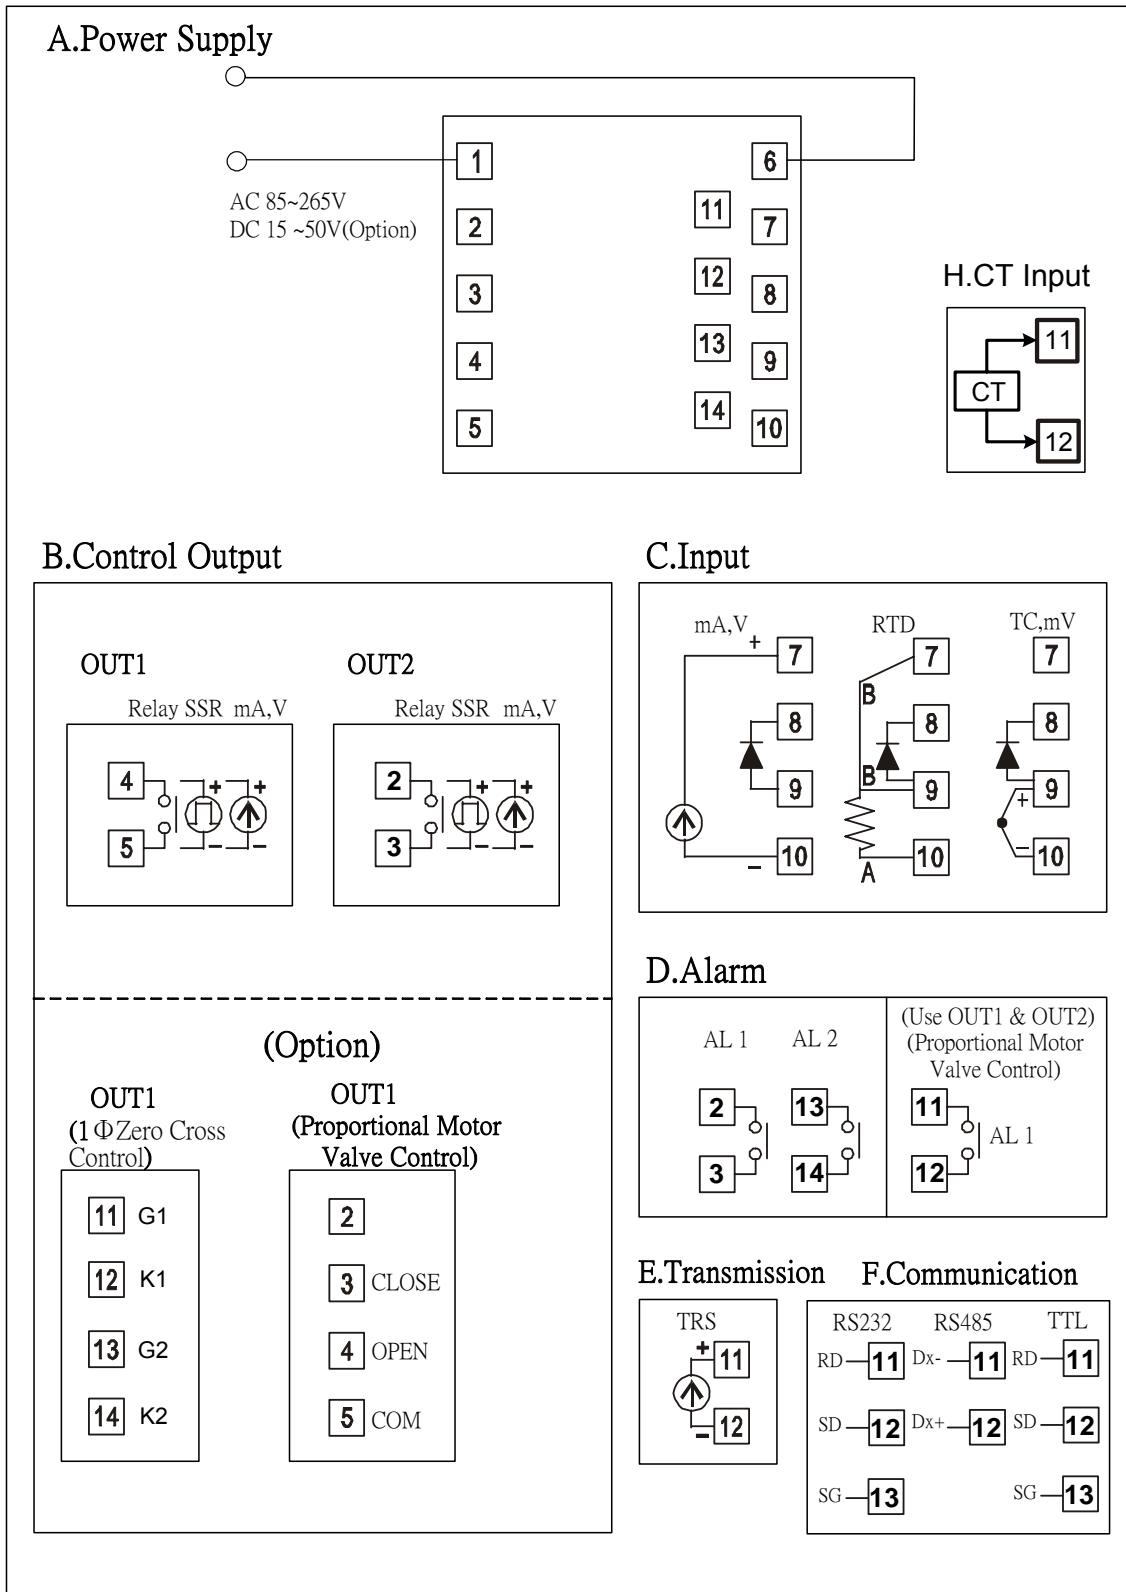 A.Power Supply
AC 85~265V
DC 15 ~50V(Option)
1
6
11
2
7
12
3
8
13
4
9
14
5
10
H.CT Input
11
CT
12
B.Control Output
OUT1
Relay SSR mA,V
4
+ +
5
- -
OUT2
Relay SSR mA,V
2
+ +
3
- -
(Option)
OUT1
(1ΦZero Cross
Control)
11 G1
12 K1
13 G2
14 K2
OUT1
(Proportional Motor
Valve Control)
2
3 CLOSE
4 OPEN
5 COM
C.Input
mA,V
+ 7
8
9
- 10
RTD
7
B
8
B
9
A
10
TC,mV
7
8
9
+
-
10
D.Alarm
AL 1
2
3
AL 2
13
14
(Use OUT1 & OUT2)
(Proportional Motor
Valve Control)
11
AL 1
12
E.Transmission
TRS
+ 11
- 12
F.Communication
RS232 RS485 TTL
RD 11 Dx- 11 RD 11
SD 12 Dx+ 12 SD 12
SG 13 SG 13